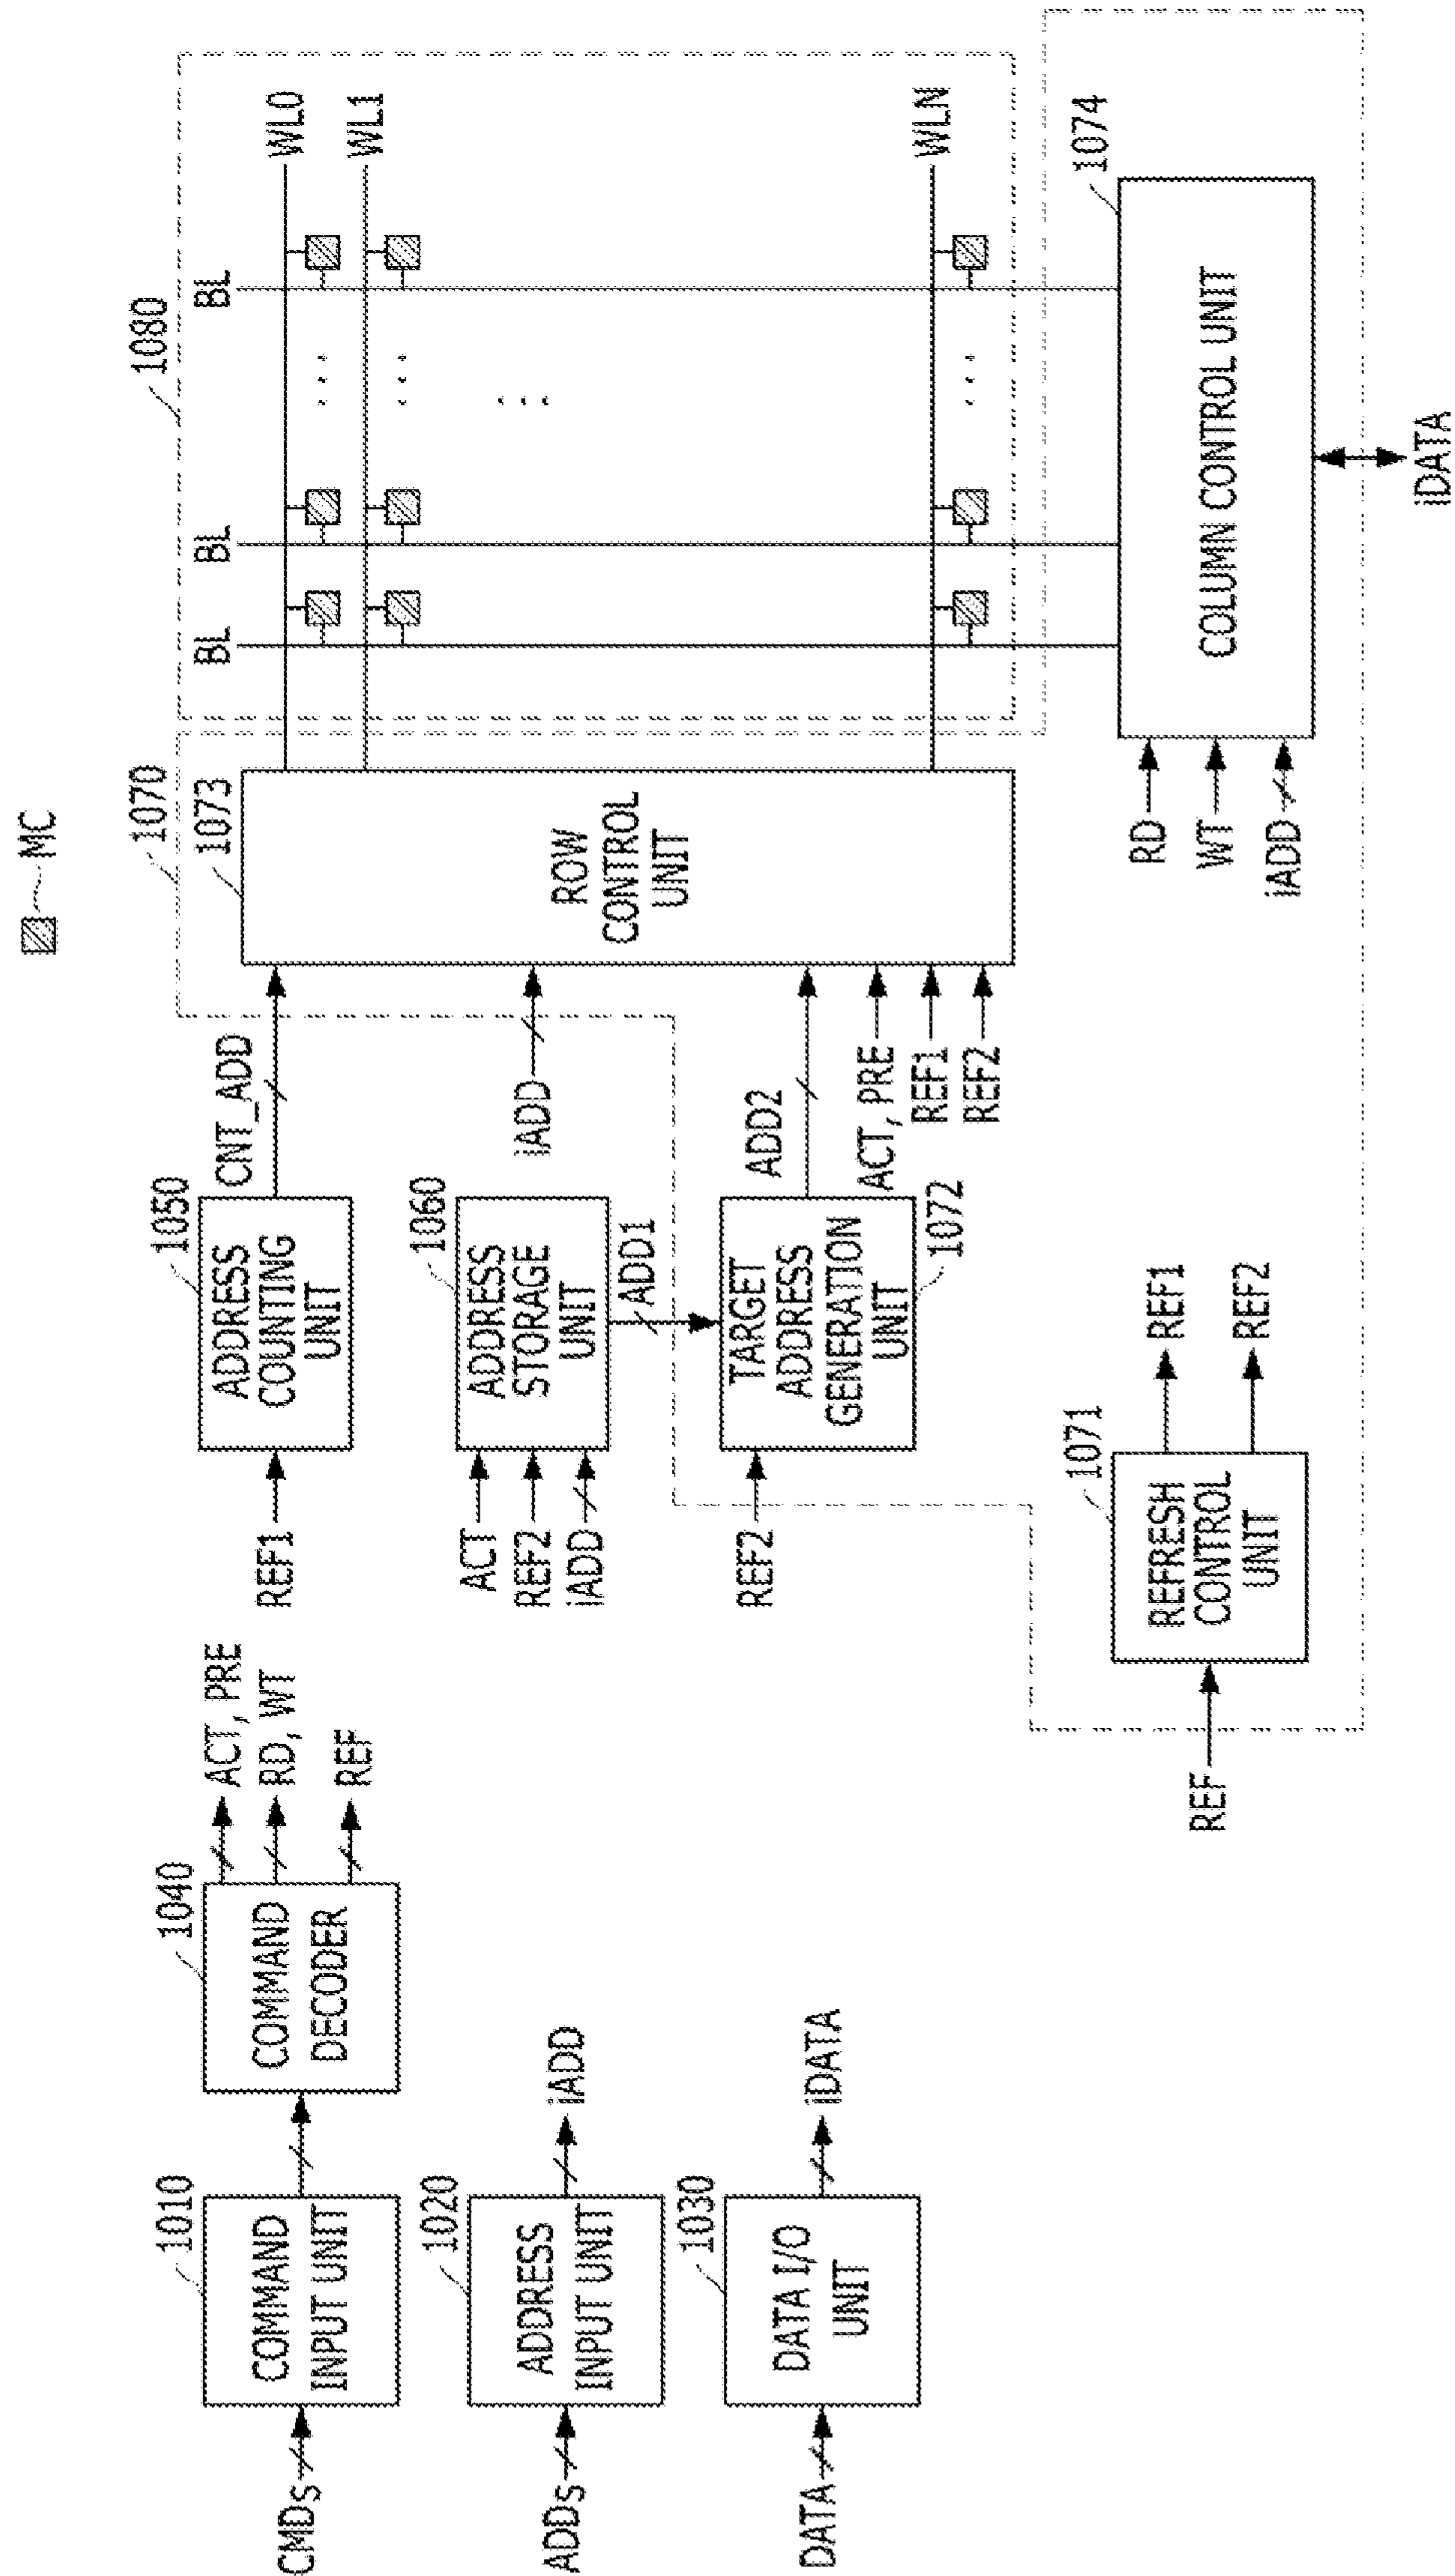 MC
1080
BL
BL
BL
WL0
WL1
WLN
1070
1073
ROW
CONTROL
UNIT
1074
COLUMN CONTROL UNIT
RD
WT
iADD
iDATA
1050
ADDRESS
COUNTING
UNIT
REF1
CNT_ADD
1060
ADDRESS
STORAGE
UNIT
ACT
REF2
iADD
iADD
ADD1
TARGET
ADDRESS
GENERATION
UNIT
1072
REF2
ADD2
ACT, PRE
REF1
REF2
1071
REFRESH
CONTROL
UNIT
REF
REF1
REF2
1010
COMMAND
INPUT UNIT
CMDS
1040
COMMAND
DECODER
ACT, PRE
RD, WT
REF
1020
ADDRESS
INPUT UNIT
ADDS
iADD
1030
DATA I/O
UNIT
DATA
iDATA